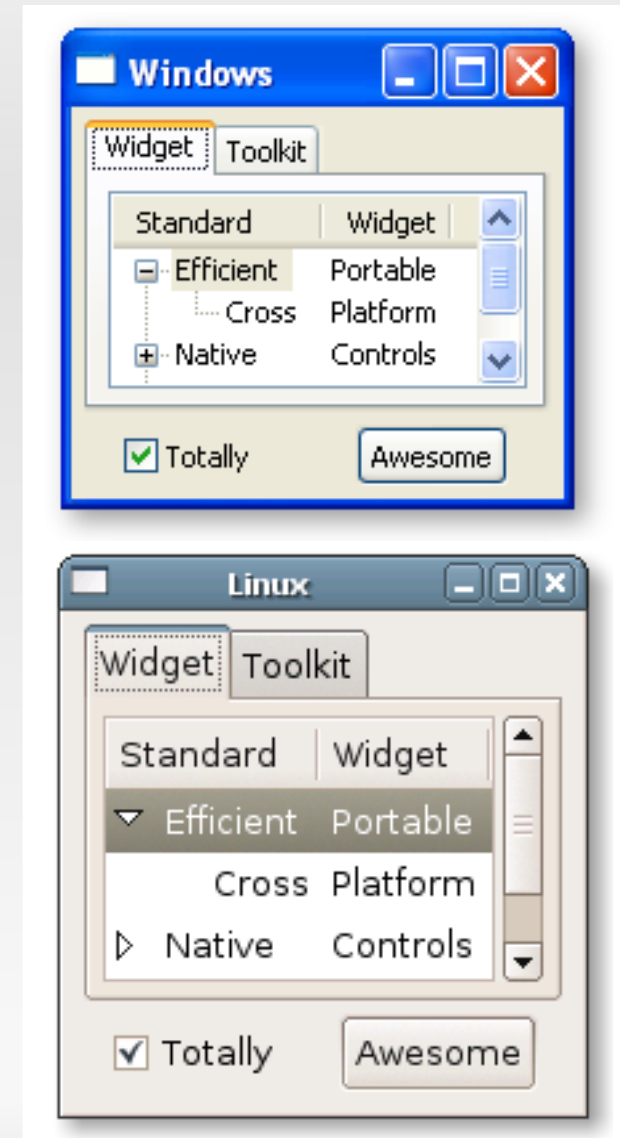 Windows
Widget Toolkit
Standard Widget
Efficient Portable
Cross Platform
Native Controls
Totally Awesome
Linux
Widget Toolkit
Standard Widget
Efficient Portable
Cross Platform
Native Controls
Totally Awesome